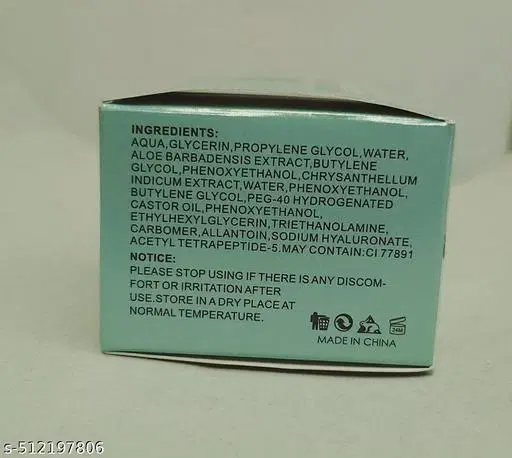 INGREDIENTS:
AQUA,GLYCERIN,PROPYLENE GLYCOL,WATER,
ALOE BARBADENSIS EXTRACT,BUTYLENE
GLYCOL,PHENOXYETHANOL,CHRYSANTHELLUM
INDICUM EXTRACT,WATER,PHENOXYETHANOL,
BUTYLENE GLYCOL,PEG-40 HYDROGENATED
CASTOR OIL,PHENOXYETHANOL,
ETHYLHEXYLGLYCERIN,TRIETHANOLAMINE,
CARBOMER,ALLANTOIN,SODIUM HYALURONATE,
ACETYL TETRAPEPTIDE-5.MAY CONTAIN:CI 77891
NOTICE:
PLEASE STOP USING IF THERE IS ANY DISCOM-
FORT OR IRRITATION AFTER
USE.STORE IN A DRY PLACE AT
NORMAL TEMPERATURE.
24M
MADE IN CHINA
s-512197806